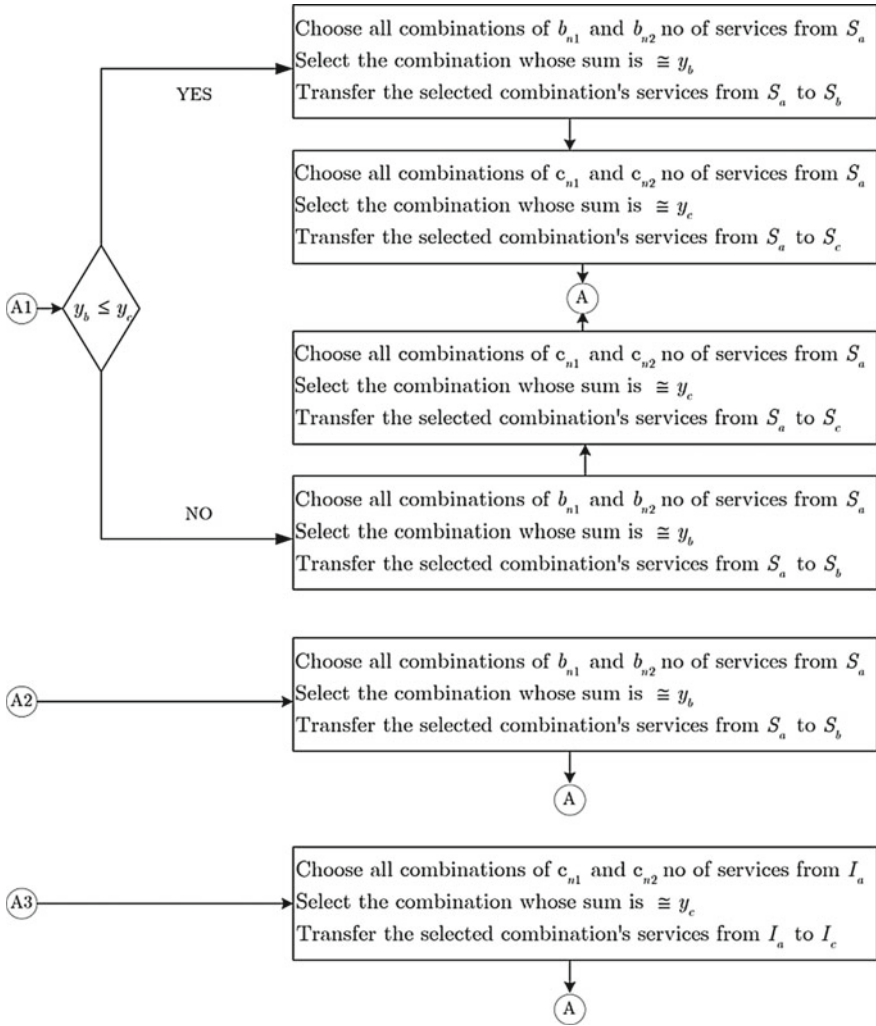 Choose all combinations of b_n1 and b_n2 no of services from S_a
Select the combination whose sum is ≅ y_b
Transfer the selected combination's services from S_a to S_b
YES
Choose all combinations of c_n1 and c_n2 no of services from S_a
Select the combination whose sum is ≅ y_c
Transfer the selected combination's services from S_a to S_c
A1
y_b ≤ y_c
A
Choose all combinations of c_n1 and c_n2 no of services from S_a
Select the combination whose sum is ≅ y_c
Transfer the selected combination's services from S_a to S_c
NO
Choose all combinations of b_n1 and b_n2 no of services from S_a
Select the combination whose sum is ≅ y_b
Transfer the selected combination's services from S_a to S_b
A2
Choose all combinations of b_n1 and b_n2 no of services from S_a
Select the combination whose sum is ≅ y_b
Transfer the selected combination's services from S_a to S_b
A
A3
Choose all combinations of c_n1 and c_n2 no of services from I_a
Select the combination whose sum is ≅ y_c
Transfer the selected combination's services from I_a to I_c
A